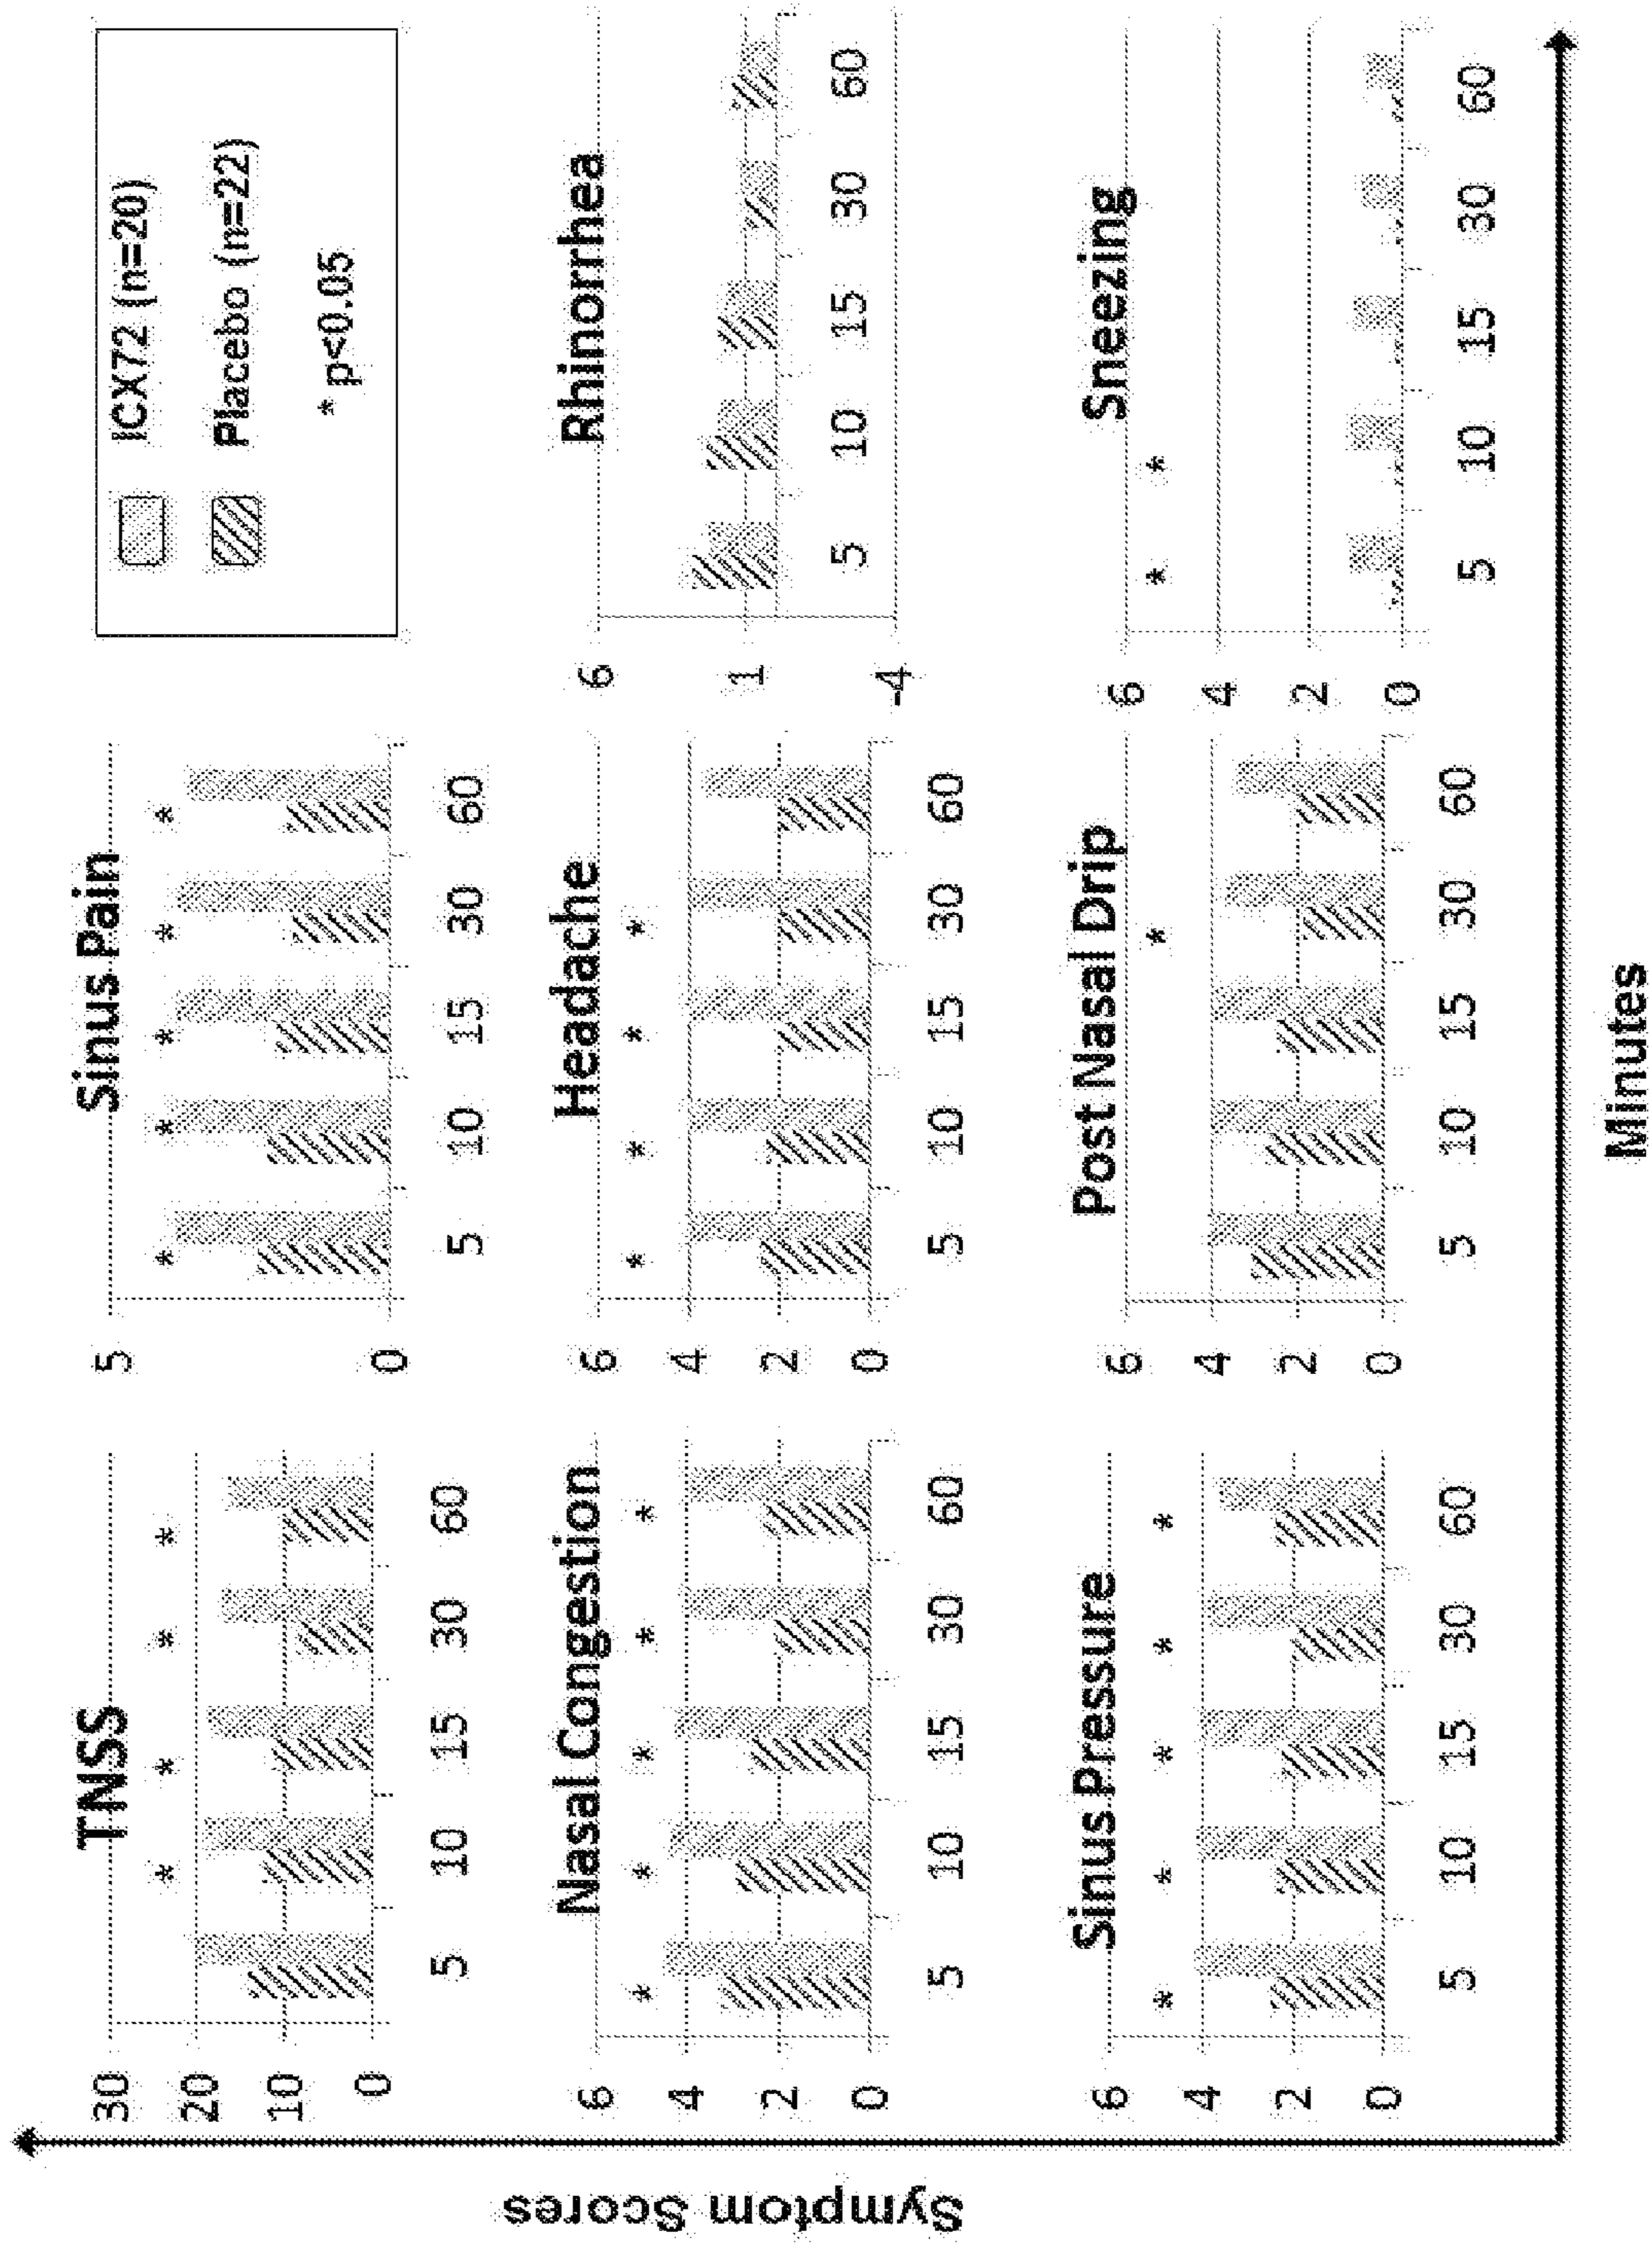 Symptom Scores
TNSS
30
20
10
0
* * * *
5 10 15 30 60
Sinus Pain
5
0
* * * * *
5 10 15 30 60
ICX72 (n=20)
Placebo (n=22)
* p<0.05
Nasal Congestion
6
4
2
0
* * * * *
5 10 15 30 60
Headache
6
4
2
0
* * * *
5 10 15 30 60
Rhinorrhea
6
1
-4
5 10 15 30 60
Sinus Pressure
6
4
2
0
* * * * *
5 10 15 30 60
Post Nasal Drip
6
4
2
0
*
5 10 15 30 60
Sneezing
6
4
2
0
* *
5 10 15 30 60
Minutes